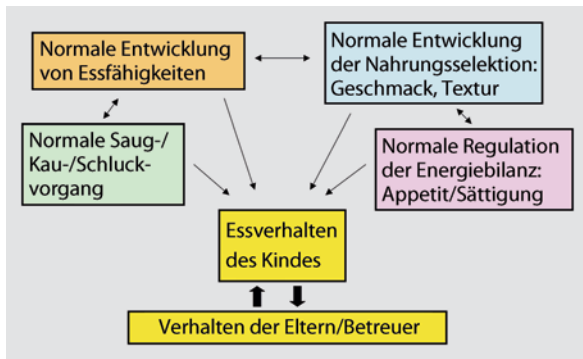 Normale Entwicklung
von Essfähigkeiten
Normale Entwicklung
der Nahrungsselektion:
Geschmack, Textur
Normale Saug-/
Kau-/Schluck-
vorgang
Normale Regulation
der Energiebilanz:
Appetit/Sättigung
Essverhalten
des Kindes
Verhalten der Eltern/Betreuer